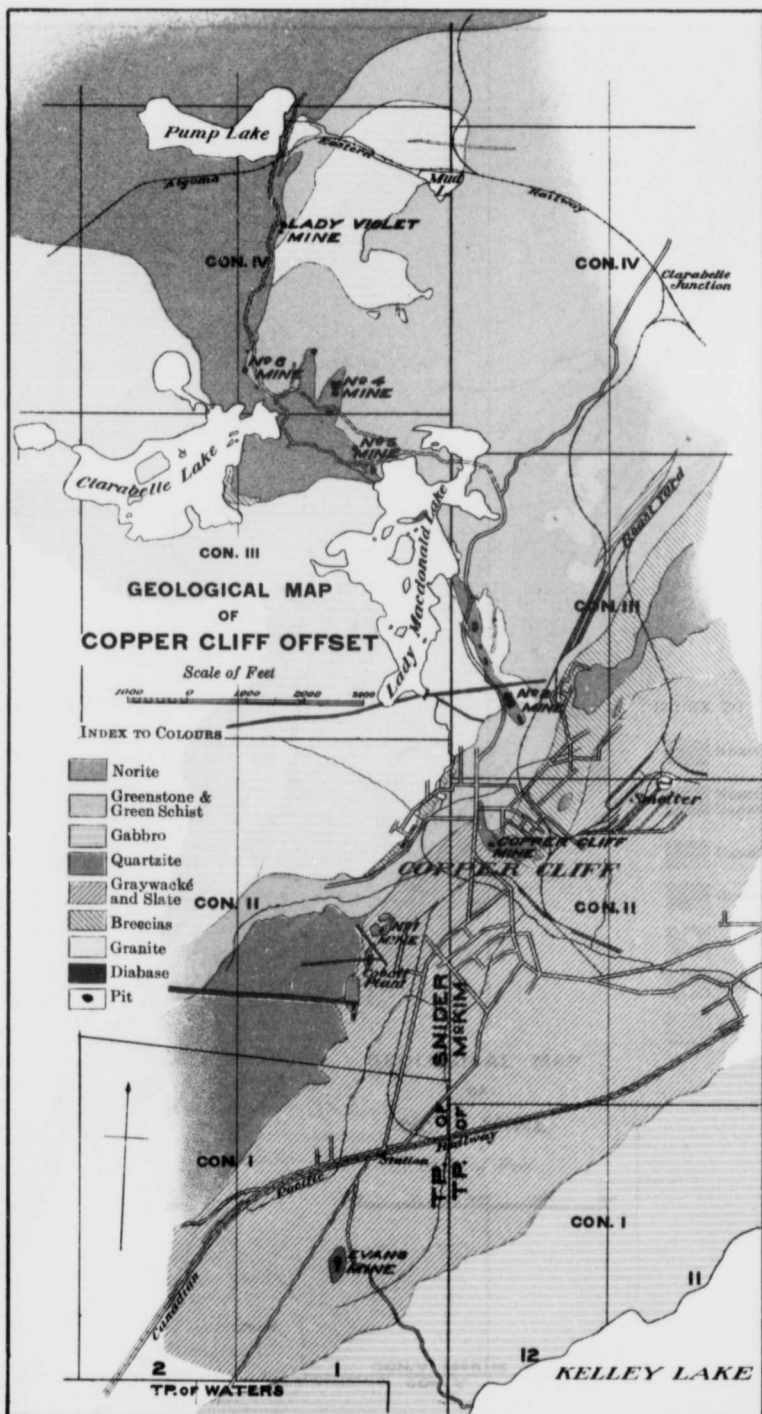 Pump Lake
Algoma
Eastern
Railway
Mud
L.
LADY VIOLET
MINE
CON. IV
CON. IV
Clarabelle
Junction
Nº 6
MINE
Nº 4
MINE
Nº 5
MINE
Clarabelle Lake
Lady Macdonald Lake
Roast Yard
CON. III
CON. III
GEOLOGICAL MAP
OF
COPPER CLIFF OFFSET
Scale of Feet
1000 0 1000 2000 3000
Nº 2
MINE
INDEX TO COLOURS
Norite
Greenstone &
Green Schist
Gabbro
Quartzite
Graywacké
and Slate
Breccias
Granite
Diabase
Pit
Smelter
COPPER CLIFF
MINE
COPPER CLIFF
CON. II
CON. II
Nº 1
MINE
Cobalt
Plant
TP. OF SNIDER
TP. OF McKIM
CON. I
CON. I
Canadian
Pacific
Station
Railway
EVANS
MINE
11
12
2
1
KELLEY LAKE
TP. OF WATERS